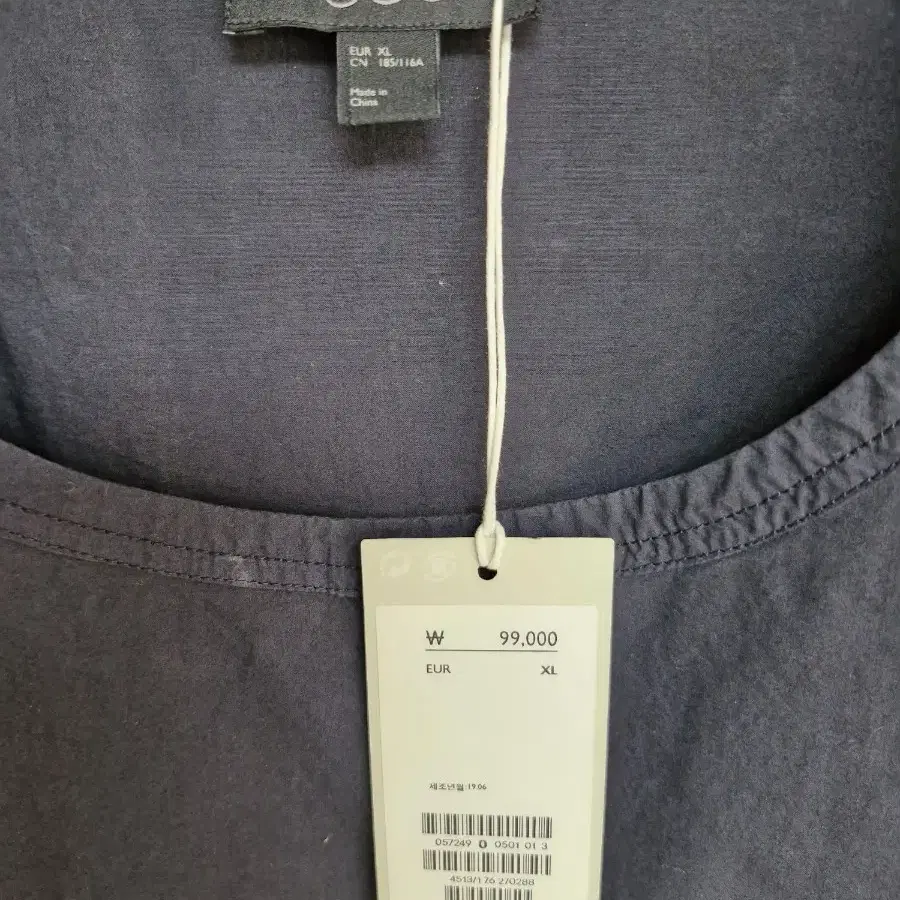 EUR XL
CN 185/116A
Made in
China
₩ 99,000
EUR XL
제조년월:19.06
057249 0 0501 01 3
4513/176 270288